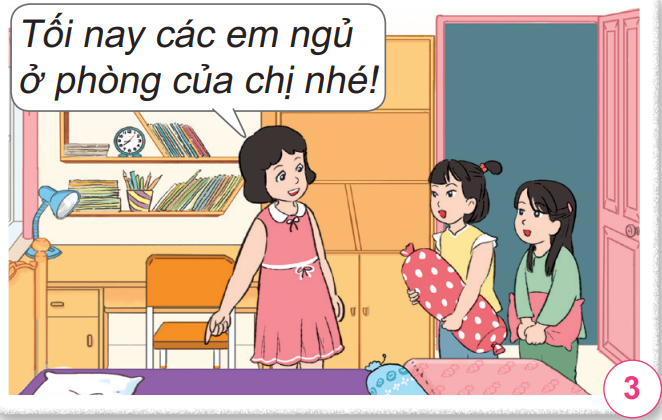 Tối nay các em ngủ
ở phòng của chị nhé!
3